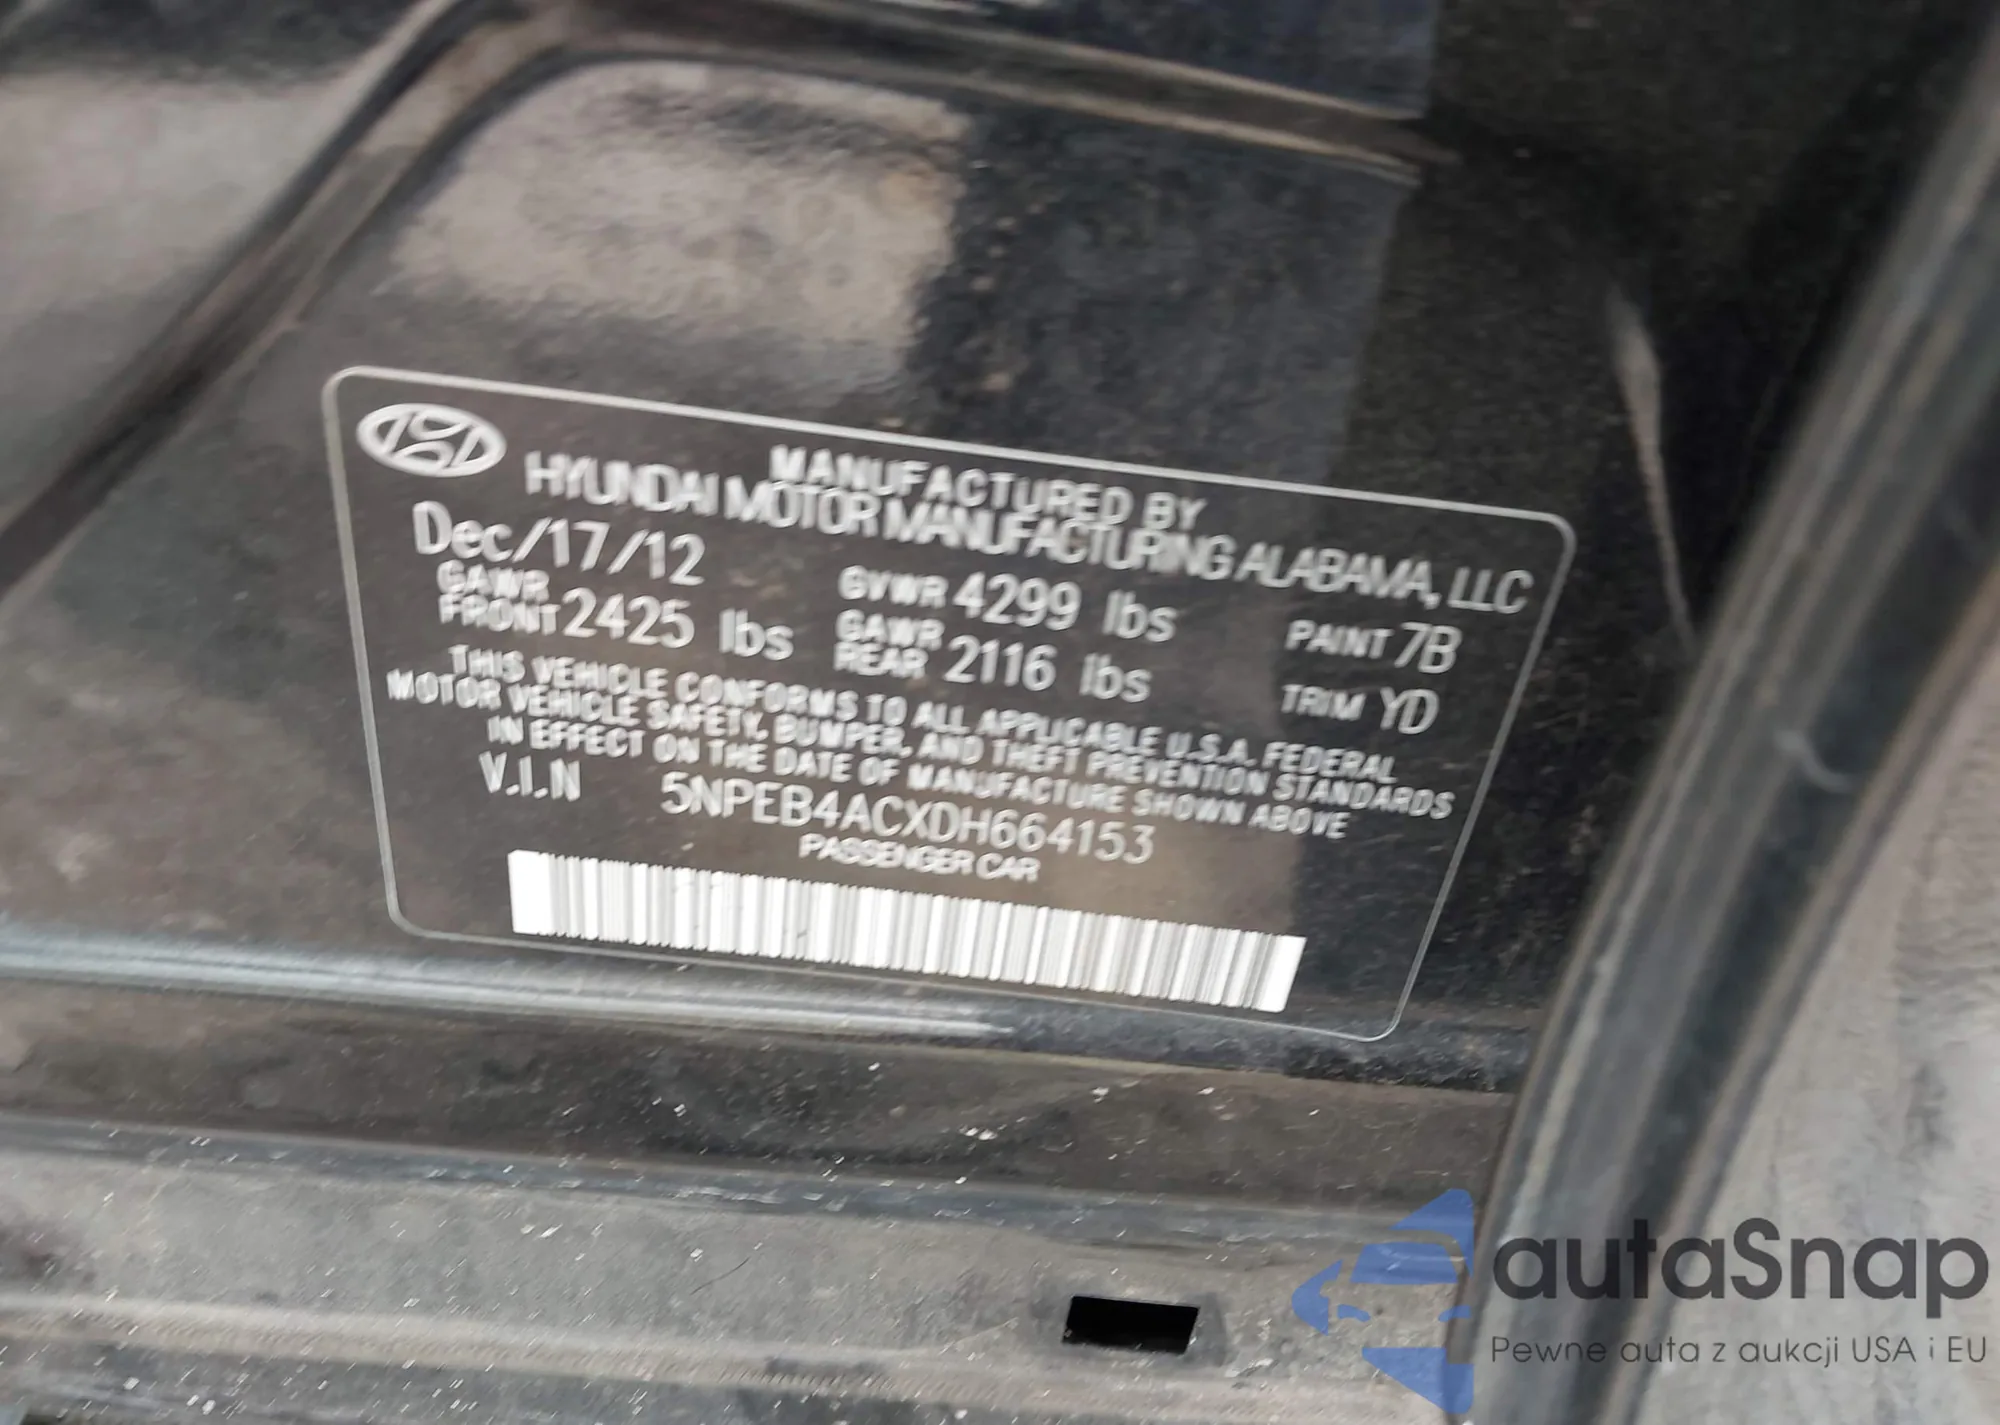 MANUFACTURED BY
HYUNDAI MOTOR MANUFACTURING ALABAMA, LLC
Dec/17/12 GVWR 4299 lbs PAINT 7B
GAWR FRONT 2425 lbs GAWR REAR 2116 lbs TRIM YD
THIS VEHICLE CONFORMS TO ALL APPLICABLE U.S.A. FEDERAL
MOTOR VEHICLE SAFETY, BUMPER, AND THEFT PREVENTION STANDARDS
IN EFFECT ON THE DATE OF MANUFACTURE SHOWN ABOVE
V.I.N 5NPEB4ACXDH664153
PASSENGER CAR
autaSnap
Pewne auta z aukcji USA i EU